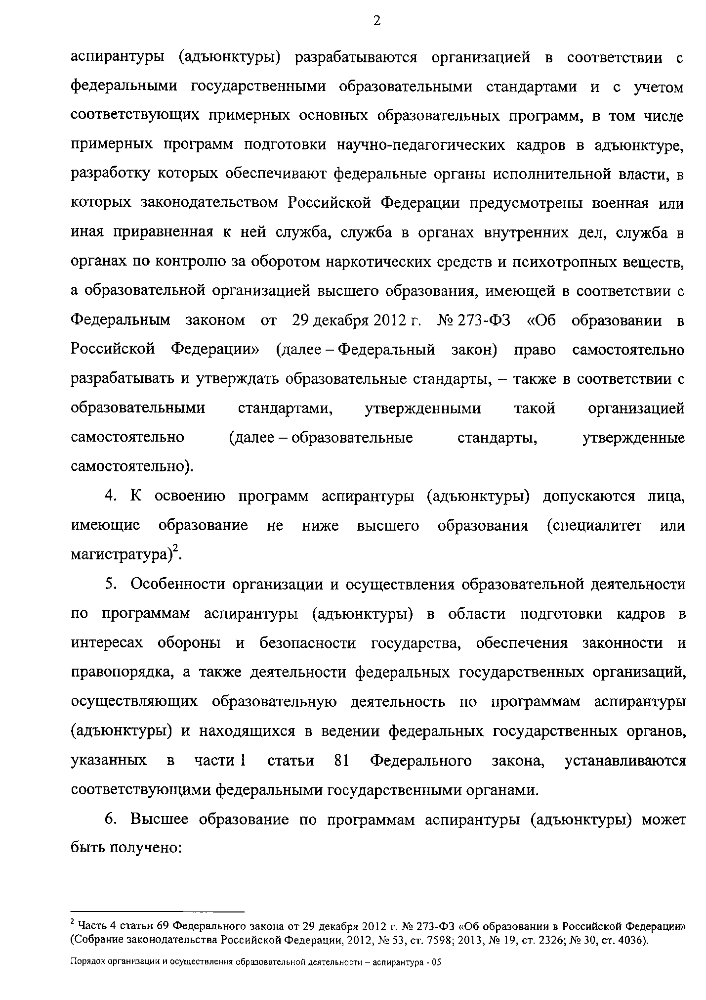 2
аспирантуры (адъюнктуры) разрабатываются организацией в соответствии с
федеральными государственными образовательными стандартами и с учетом
соответствующих примерных основных образовательных программ, в том числе
примерных программ подготовки научно-педагогических кадров в адъюнктуре,
разработку которых обеспечивают федеральные органы исполнительной власти, в
которых законодательством Российской Федерации предусмотрены военная или
иная приравненная к ней служба, служба в органах внутренних дел, служба в
органах по контролю за оборотом наркотических средств и психотропных веществ,
а образовательной организацией высшего образования, имеющей в соответствии с
Федеральным законом от 29 декабря 2012 г. № 273-ФЗ «Об образовании в
Российской Федерации» (далее – Федеральный закон) право самостоятельно
разрабатывать и утверждать образовательные стандарты, – также в соответствии с
образовательными стандартами, утвержденными такой организацией
самостоятельно (далее – образовательные стандарты, утвержденные
самостоятельно).
4. К освоению программ аспирантуры (адъюнктуры) допускаются лица,
имеющие образование не ниже высшего образования (специалитет или
магистратура)².
5. Особенности организации и осуществления образовательной деятельности
по программам аспирантуры (адъюнктуры) в области подготовки кадров в
интересах обороны и безопасности государства, обеспечения законности и
правопорядка, а также деятельности федеральных государственных организаций,
осуществляющих образовательную деятельность по программам аспирантуры
(адъюнктуры) и находящихся в ведении федеральных государственных органов,
указанных в части 1 статьи 81 Федерального закона, устанавливаются
соответствующими федеральными государственными органами.
6. Высшее образование по программам аспирантуры (адъюнктуры) может
быть получено:
² Часть 4 статьи 69 Федерального закона от 29 декабря 2012 г. № 273-ФЗ «Об образовании в Российской Федерации»
(Собрание законодательства Российской Федерации, 2012, № 53, ст. 7598; 2013, № 19, ст. 2326; № 30, ст. 4036).
Порядок организации и осуществления образовательной деятельности – аспирантура - 05